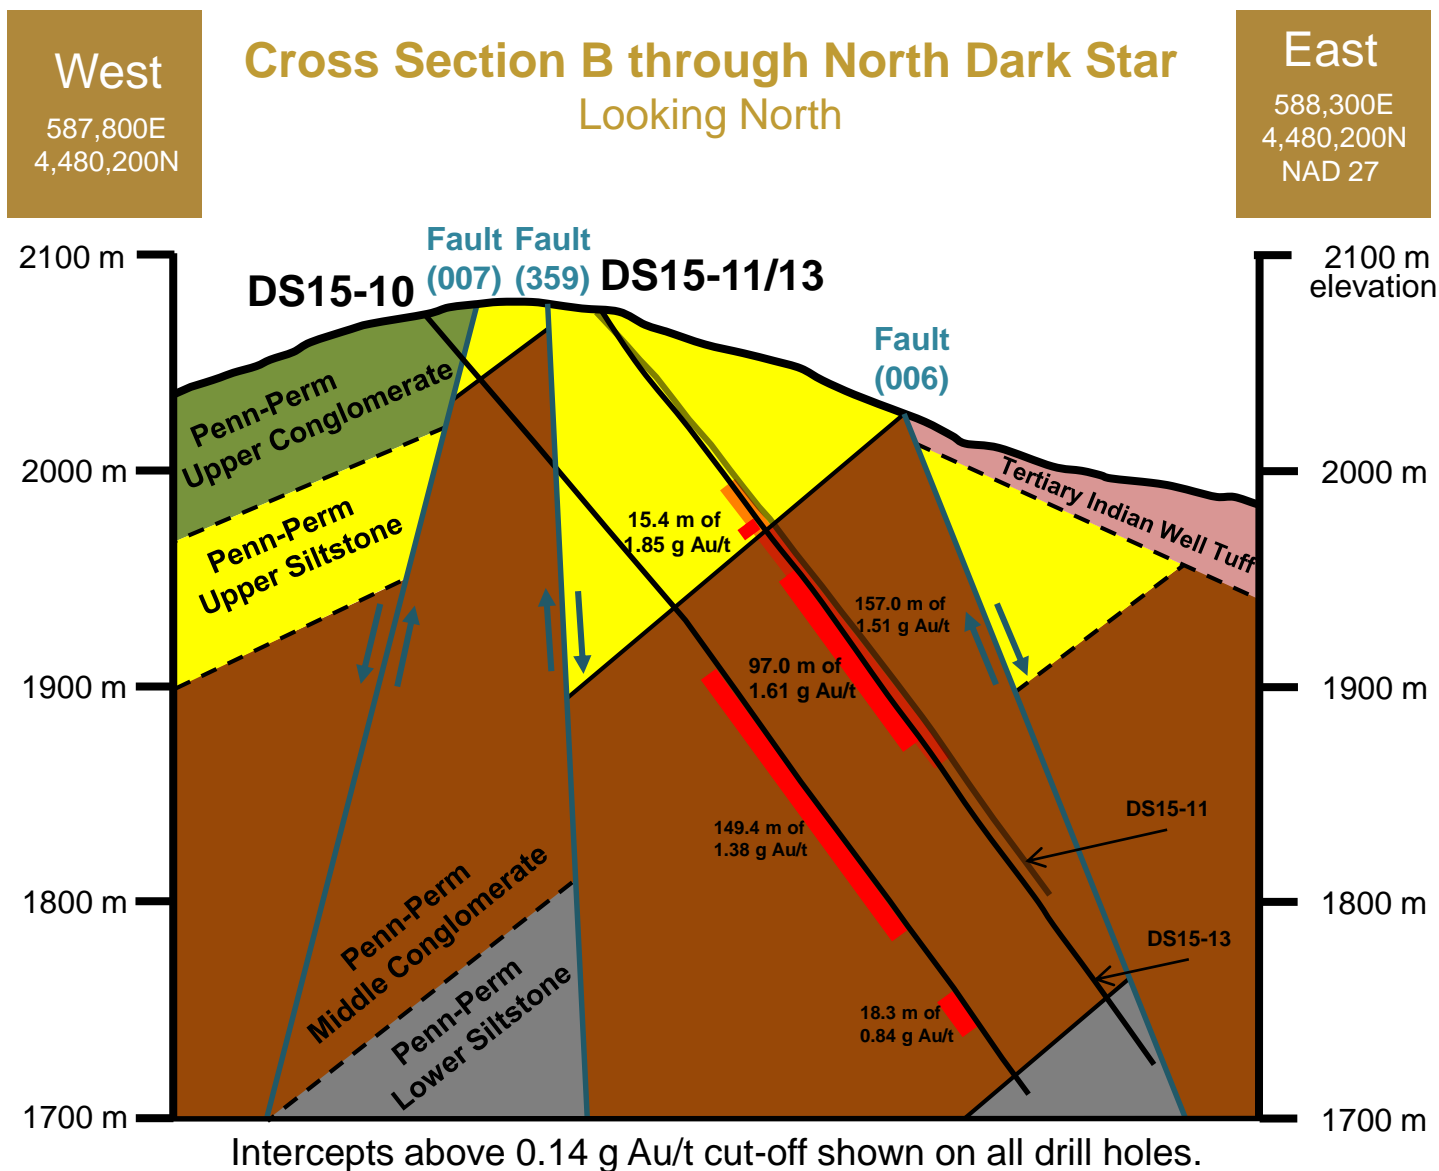 West
587,800E
4,480,200N
Cross Section B through North Dark Star
Looking North
East
588,300E
4,480,200N
NAD 27
2100 m
2000 m
1900 m
1800 m
1700 m
DS15-10
Fault
(007)
Fault
(359)
DS15-11/13
Fault
(006)
2100 m
elevation
2000 m
1900 m
1800 m
1700 m
Penn-Perm
Upper Conglomerate
Penn-Perm
Upper Siltstone
Tertiary Indian Well Tuff
15.4 m of
1.85 g Au/t
157.0 m of
1.51 g Au/t
97.0 m of
1.61 g Au/t
149.4 m of
1.38 g Au/t
DS15-11
Penn-Perm
Middle Conglomerate
DS15-13
Penn-Perm
Lower Siltstone
18.3 m of
0.84 g Au/t
Intercepts above 0.14 g Au/t cut-off shown on all drill holes.